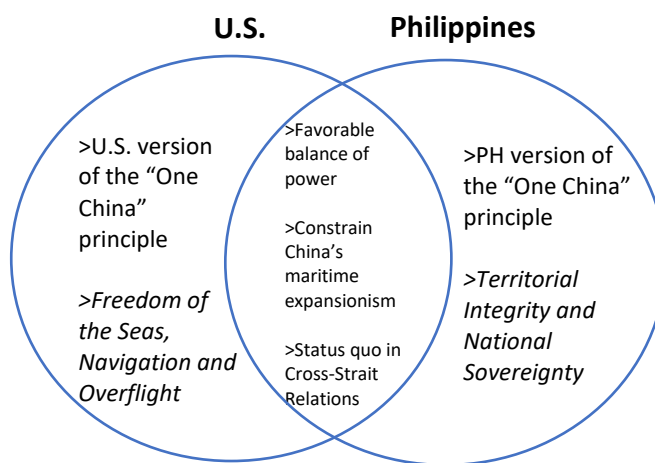 U.S.
Philippines
>U.S. version
of the “One
China”
principle
>Freedom of
the Seas,
Navigation and
Overflight
>Favorable
balance of
power
>Constrain
China’s
maritime
expansionism
>Status quo in
Cross-Strait
Relations
>PH version of
the “One China”
principle
>Territorial
Integrity and
National
Sovereignty